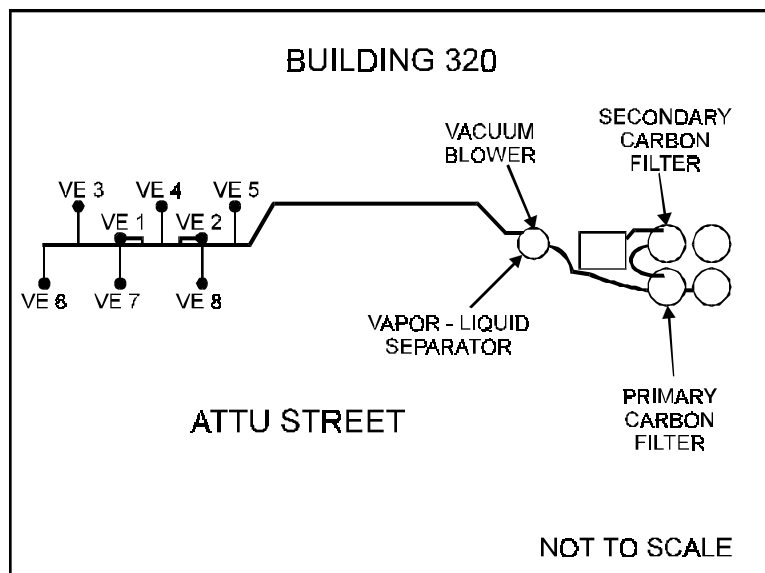 BUILDING 320
SECONDARY
CARBON
FILTER
VACUUM
BLOWER
VE 3
VE 4
VE 5
VE 1
VE 2
VE 6
VE 7
VE 8
VAPOR - LIQUID
SEPARATOR
PRIMARY
CARBON
FILTER
ATTU STREET
NOT TO SCALE